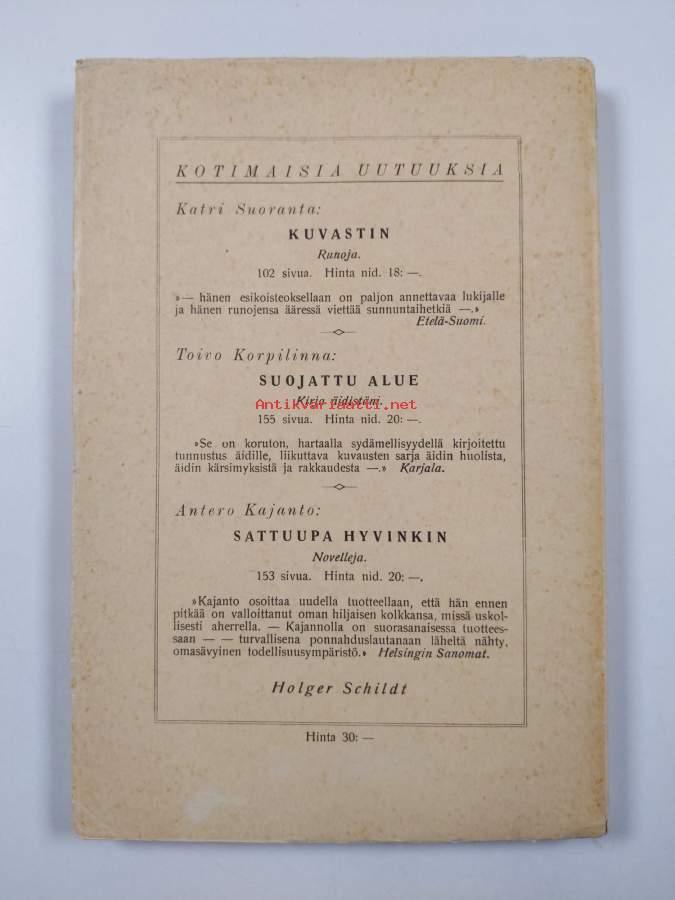 KOTIMAISIA UUTUUKSIA
Katri Suoranta:
KUVASTIN
Runoja.
102 sivua. Hinta nid. 18: —.
»— hänen esikoisteoksellaan on paljon annettavaa lukijalle
ja hänen runojensa ääressä viettää sunnuntaihetkiä —.»
Etelä-Suomi.
Toivo Korpilinna:
SUOJATTU ALUE
Kirja äidistäni.
Antikvariaatti.net
155 sivua. Hinta nid. 20: —.
»Se on koruton, hartaalla sydämellisyydellä kirjoitettu
tunnustus äidille, liikuttava kuvausten sarja äidin huolista,
äidin kärsimyksistä ja rakkaudesta —.» Karjala.
Antero Kajanto:
SATTUUPA HYVINKIN
Novelleja.
153 sivua. Hinta nid. 20: —.
»Kajanto osoittaa uudella tuotteellaan, että hän ennen
pitkää on valloittanut oman hiljaisen kolkkansa, missä uskol-
lisesti aherrella. — Kajannolla on suorasanaisessa tuottees-
saan — — turvallisena ponnahduslautanaan läheltä nähty,
omasävyinen todellisuusympäristö.» Helsingin Sanomat.
Holger Schildt
Hinta 30: —